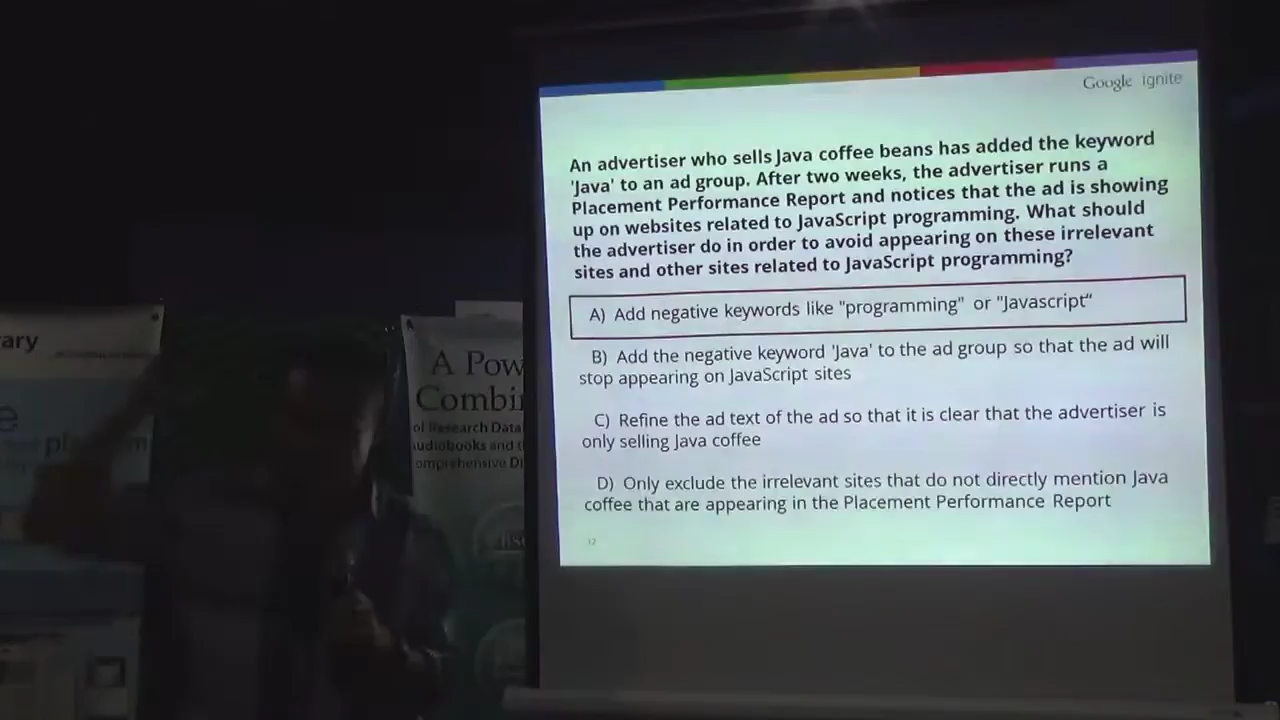 Google ignite
An advertiser who sells Java coffee beans has added the keyword
'Java' to an ad group. After two weeks, the advertiser runs a
Placement Performance Report and notices that the ad is showing
up on websites related to JavaScript programming. What should
the advertiser do in order to avoid appearing on these irrelevant
sites and other sites related to JavaScript programming?
A) Add negative keywords like "programming" or "Javascript“
B) Add the negative keyword 'Java' to the ad group so that the ad will
stop appearing on JavaScript sites
C) Refine the ad text of the ad so that it is clear that the advertiser is
only selling Java coffee
D) Only exclude the irrelevant sites that do not directly mention Java
coffee that are appearing in the Placement Performance Report
12
ary
A Pow
Combi
of Research Data
udiobooks and
omprehensive Di